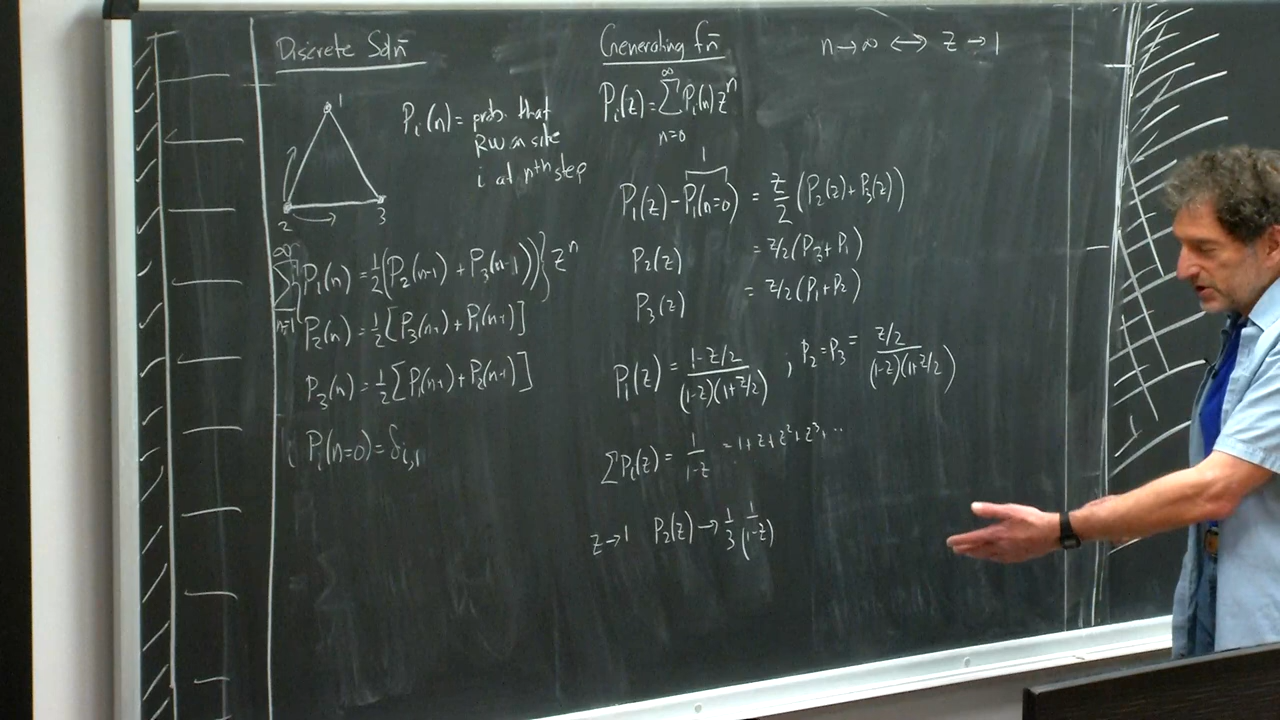 Discrete Sdn̄
1
2
3
P_i(n) = prob. that
RW on site
i at nth step
∑_{n=1}^{∞} { P_1(n) = 1/2 (P_2(n-1) + P_3(n-1)) } z^n
P_2(n) = 1/2 [P_3(n-1) + P_1(n-1)]
P_3(n) = 1/2 [P_1(n-1) + P_2(n-1)]
P_i(n=0) = δ_{i,1}
Generating fn̄
n→∞ ⟺ z→1
P_i(z) = ∑_{n=0}^{∞} P_i(n) z^n
1
P_1(z) - P_1(n=0) = z/2 (P_2(z) + P_3(z))
P_2(z) = z/2 (P_3 + P_1)
P_3(z) = z/2 (P_1 + P_2)
P_1(z) = (1-z/2)/((1-z)(1+z/2)) , P_2 = P_3 = (z/2)/((1-z)(1+z/2))
∑P_i(z) = 1/(1-z) = 1+z+z²+z³+...
z→1 P_2(z) → 1/3 (1/(1-z))